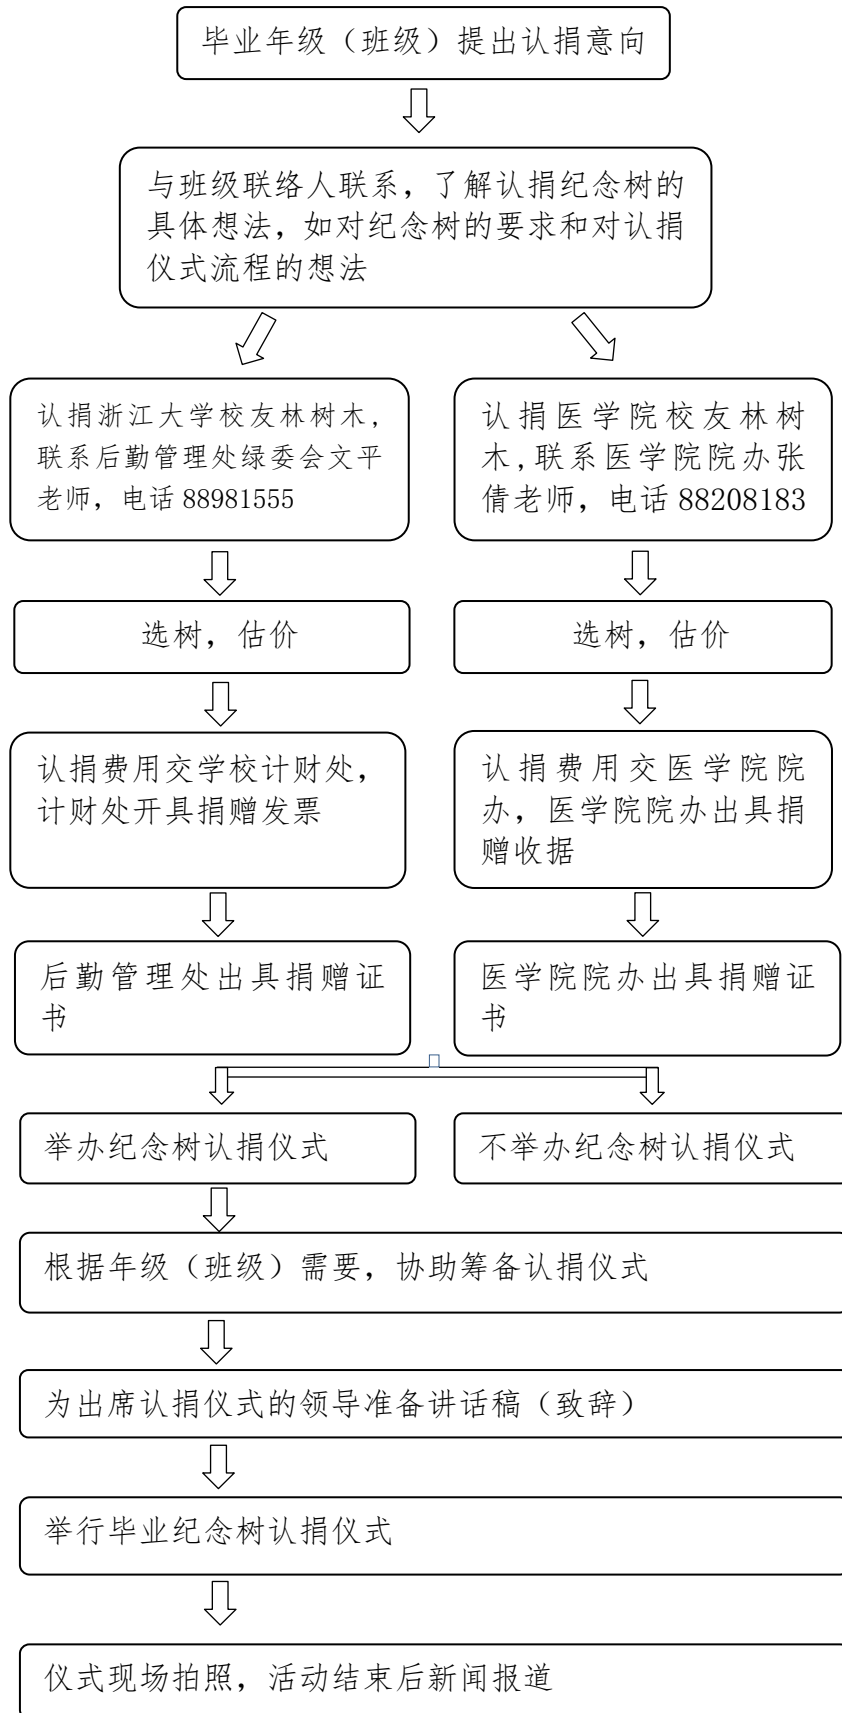 毕业年级（班级）提出认捐意向
与班级联络人联系，了解认捐纪念树的
具体想法，如对纪念树的要求和对认捐
仪式流程的想法
认捐浙江大学校友林树木，
联系后勤管理处绿委会文平
老师，电话 88981555
认捐医学院校友林树
木,联系医学院院办张
倩老师，电话 88208183
选树，估价
选树，估价
认捐费用交学校计财处，
计财处开具捐赠发票
认捐费用交医学院院
办，医学院院办出具捐
赠收据
后勤管理处出具捐赠证
书
医学院院办出具捐赠证
书
举办纪念树认捐仪式
不举办纪念树认捐仪式
根据年级（班级）需要，协助筹备认捐仪式
为出席认捐仪式的领导准备讲话稿（致辞）
举行毕业纪念树认捐仪式
仪式现场拍照，活动结束后新闻报道